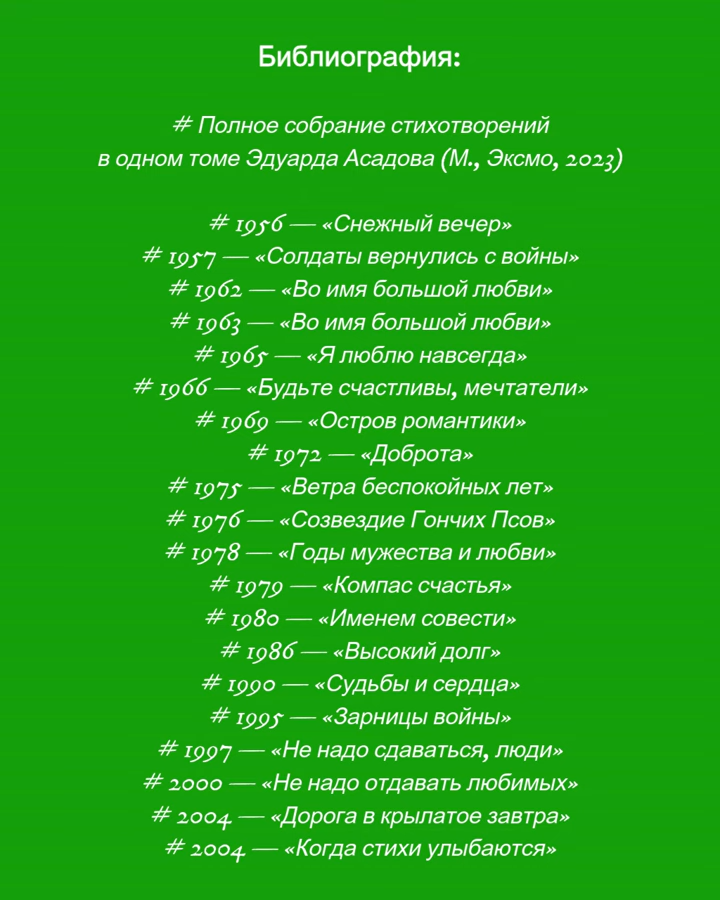 Библиография:
# Полное собрание стихотворений
в одном томе Эдуарда Асадова (М., Эксмо, 2023)
# 1956 — «Снежный вечер»
# 1957 — «Солдаты вернулись с войны»
# 1962 — «Во имя большой любви»
# 1963 — «Во имя большой любви»
# 1965 — «Я люблю навсегда»
# 1966 — «Будьте счастливы, мечтатели»
# 1969 — «Остров романтики»
# 1972 — «Доброта»
# 1975 — «Ветра беспокойных лет»
# 1976 — «Созвездие Гончих Псов»
# 1978 — «Годы мужества и любви»
# 1979 — «Компас счастья»
# 1980 — «Именем совести»
# 1986 — «Высокий долг»
# 1990 — «Судьбы и сердца»
# 1995 — «Зарницы войны»
# 1997 — «Не надо сдаваться, люди»
# 2000 — «Не надо отдавать любимых»
# 2004 — «Дорога в крылатое завтра»
# 2004 — «Когда стихи улыбаются»